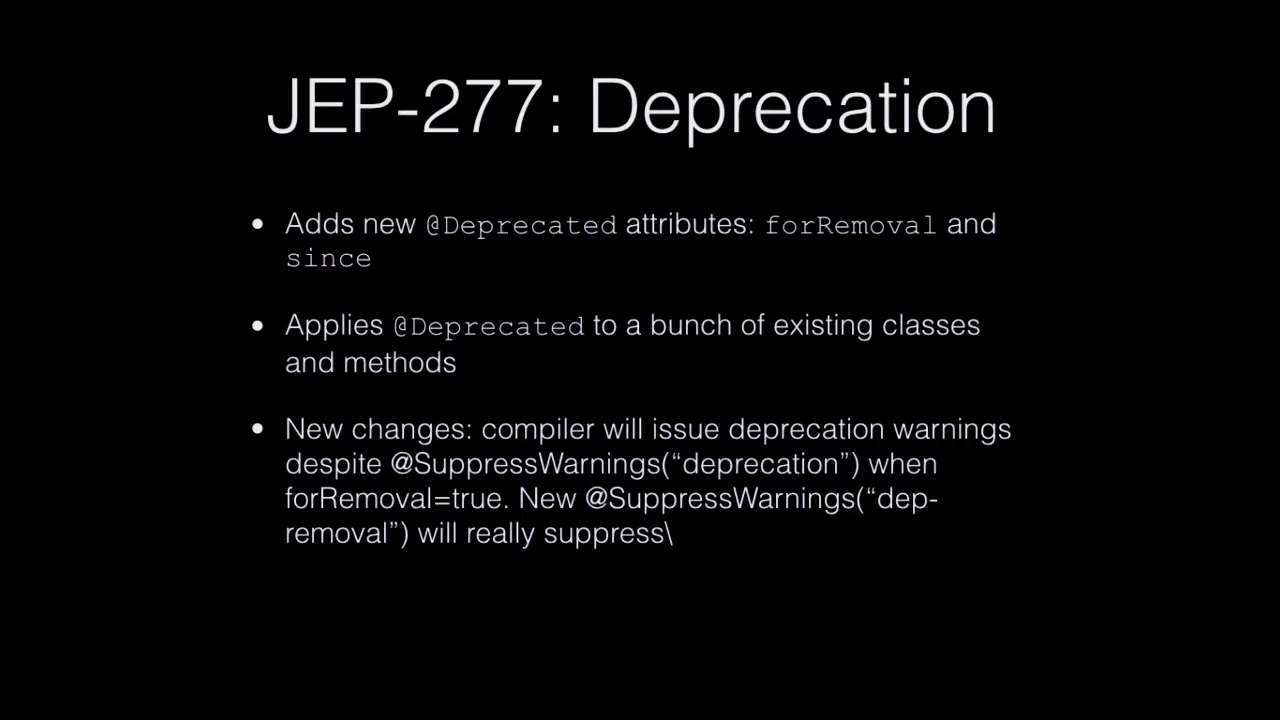 JEP-277: Deprecation
• Adds new @Deprecated attributes: forRemoval and
since
• Applies @Deprecated to a bunch of existing classes
and methods
• New changes: compiler will issue deprecation warnings
despite @SuppressWarnings(“deprecation”) when
forRemoval=true. New @SuppressWarnings(“dep-
removal”) will really suppress\